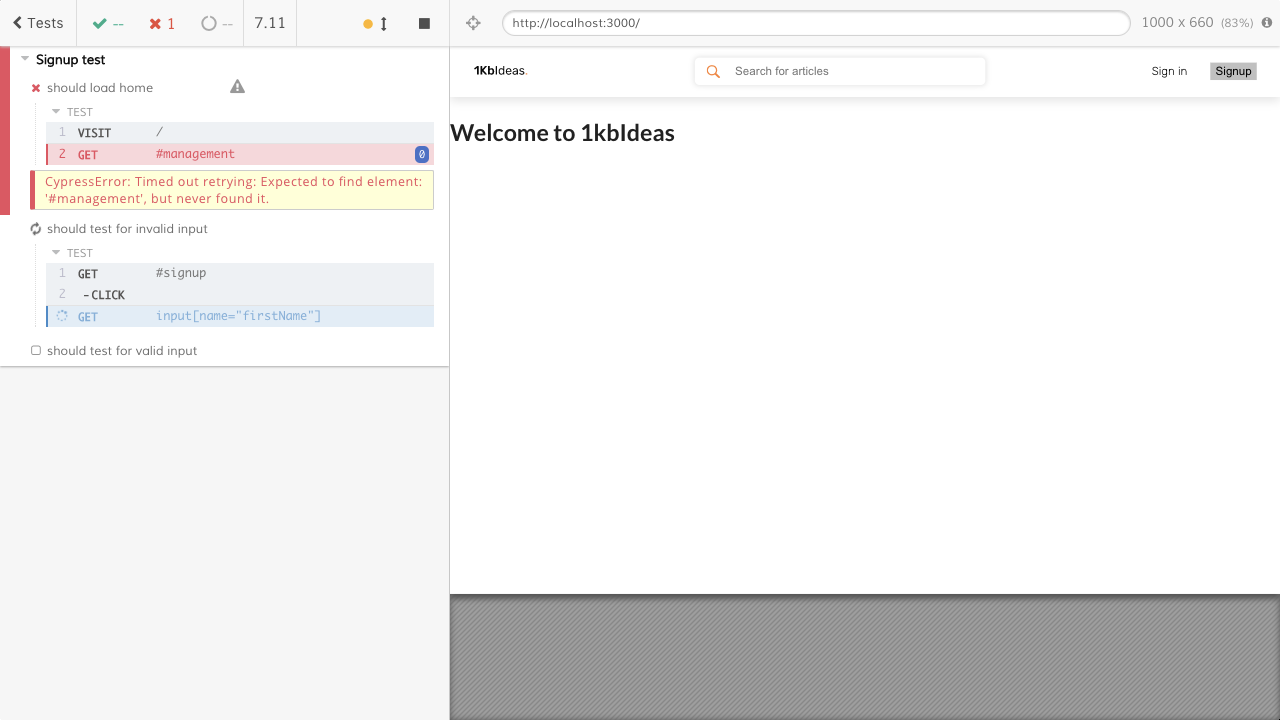 Tests
--
1
--
7.11
http://localhost:3000/
1000 x 660 (83%)
Signup test
should load home
TEST
1 VISIT /
2 GET #management 0
CypressError: Timed out retrying: Expected to find element:
'#management', but never found it.
should test for invalid input
TEST
1 GET #signup
2 -CLICK
GET input[name="firstName"]
should test for valid input
1KbIdeas.
Search for articles
Sign in
Signup
Welcome to 1kbIdeas